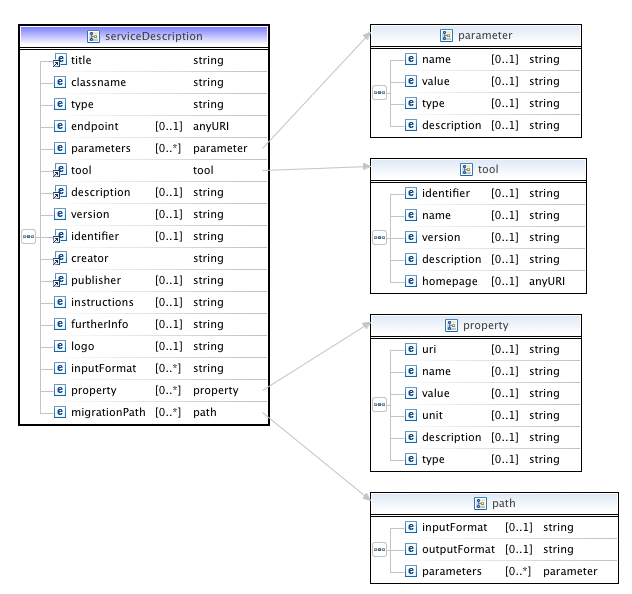 serviceDescription
title string
classname string
type string
endpoint [0..1] anyURI
parameters [0..*] parameter
tool tool
description [0..1] string
version [0..1] string
identifier [0..1] string
creator string
publisher [0..1] string
instructions [0..1] string
furtherInfo [0..1] string
logo [0..1] string
inputFormat [0..*] string
property [0..*] property
migrationPath [0..*] path
parameter
name [0..1] string
value [0..1] string
type [0..1] string
description [0..1] string
tool
identifier [0..1] string
name [0..1] string
version [0..1] string
description [0..1] string
homepage [0..1] anyURI
property
uri [0..1] string
name [0..1] string
value [0..1] string
unit [0..1] string
description [0..1] string
type [0..1] string
path
inputFormat [0..1] string
outputFormat [0..1] string
parameters [0..*] parameter